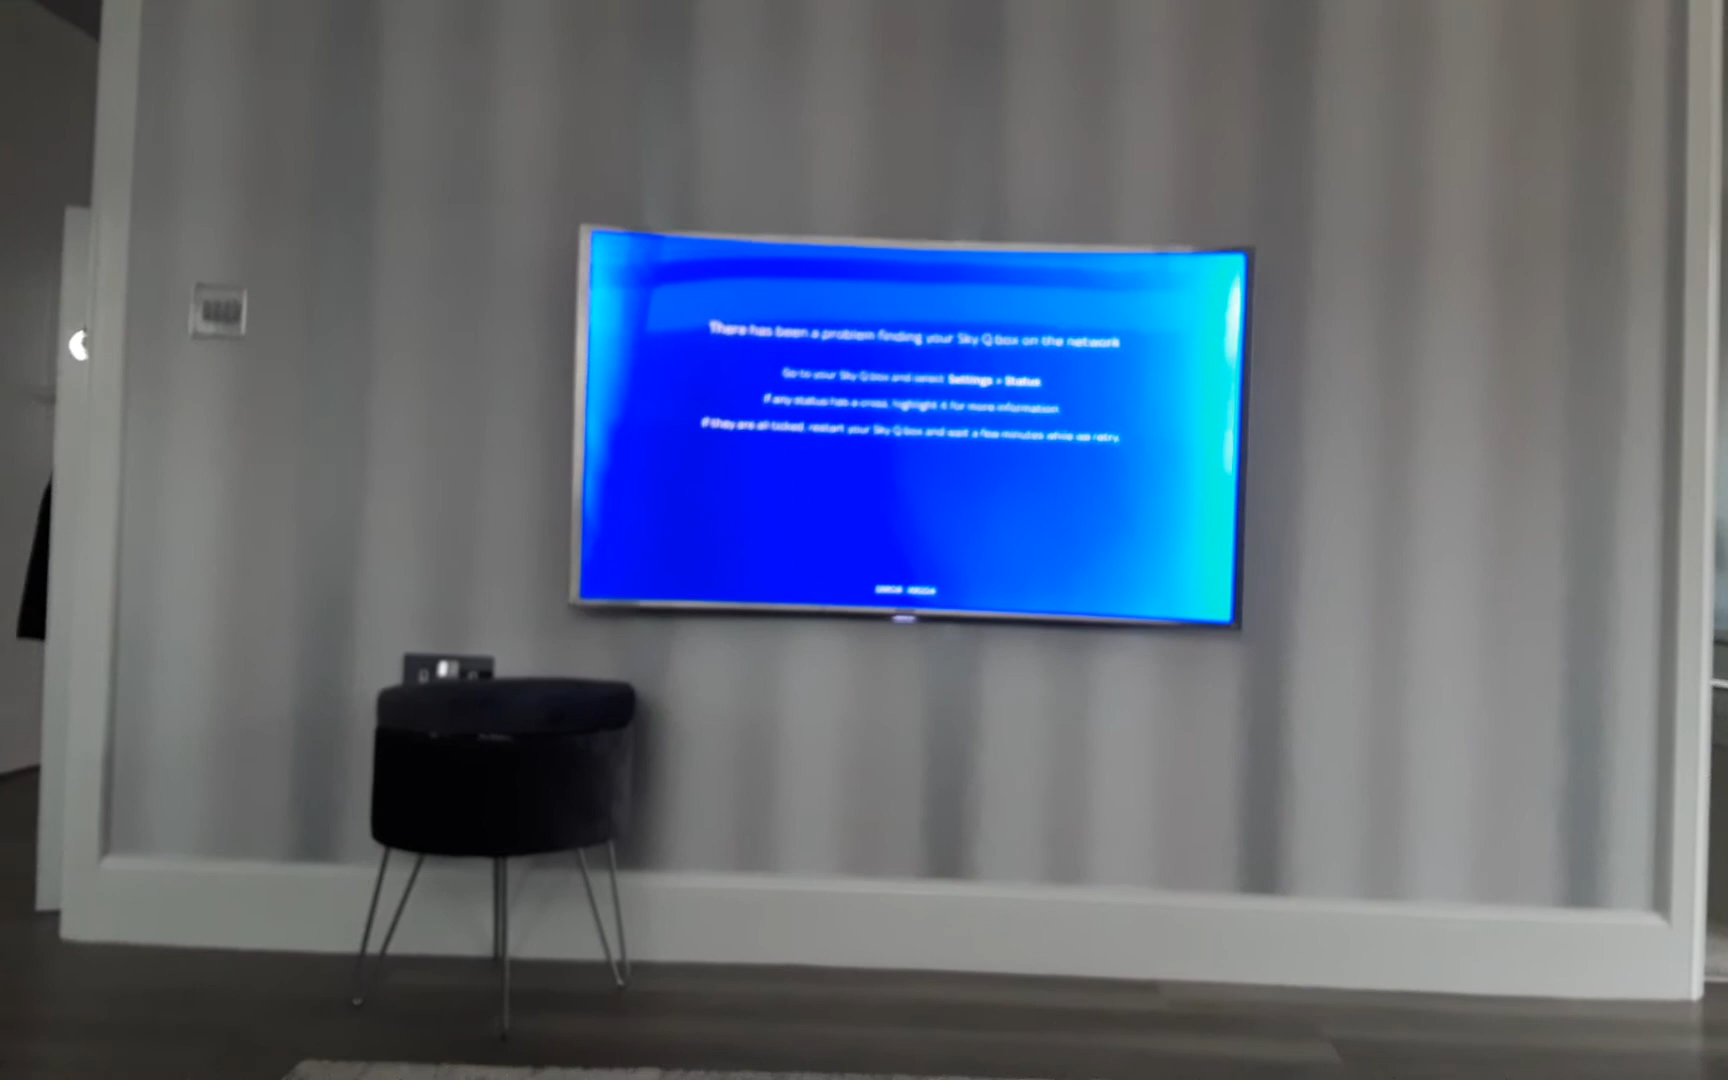 There has been a problem finding your Sky Q box on the network
Go to your Sky Q box and select Settings > Status
If any status has a cross, highlight it for more information
If they are all ticked, restart your Sky Q box and wait a few minutes while we retry.